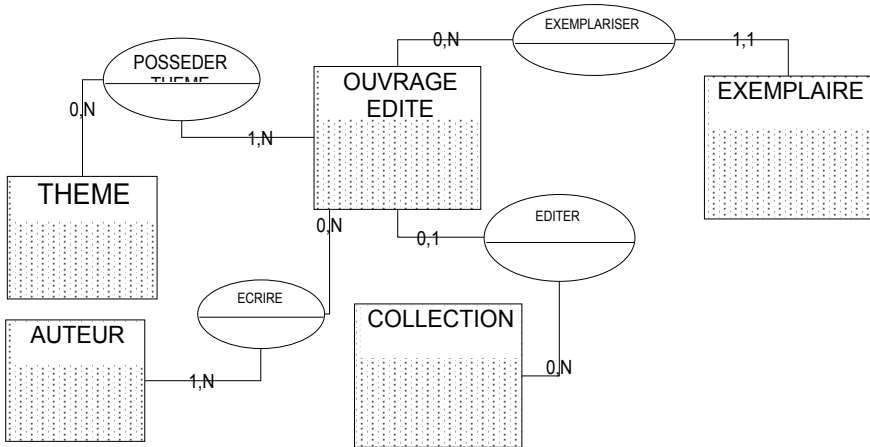 0,N
EXEMPLARISER
1,1
POSSEDER
THEME
0,N
1,N
OUVRAGE
EDITE
EXEMPLAIRE
THEME
0,N
0,1
EDITER
ECRIRE
AUTEUR
1,N
COLLECTION
0,N